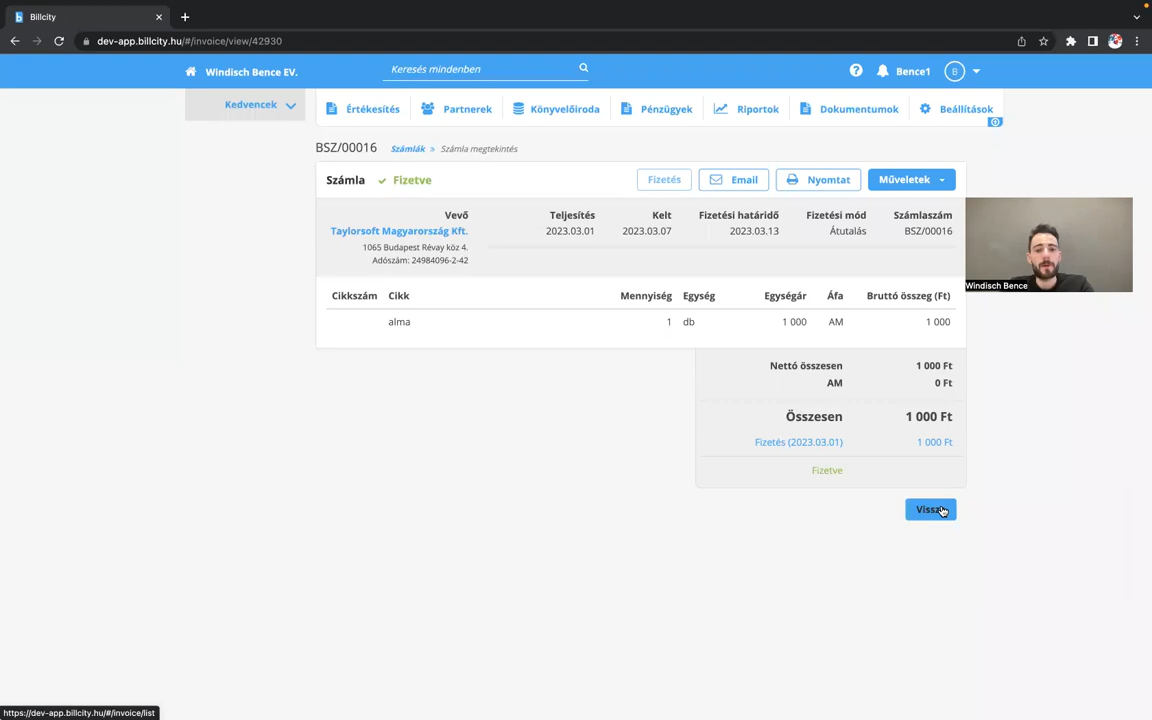 Billcity
dev-app.billcity.hu/#/invoice/view/42930
Windisch Bence EV.
Keresés mindenben
Bence1
B
Kedvencek
Értékesítés
Partnerek
Könyvelőiroda
Pénzügyek
Riportok
Dokumentumok
Beállítások
BSZ/00016 Számlák » Számla megtekintés
Számla Fizetve Fizetés Email Nyomtat Műveletek
Vevő Teljesítés Kelt Fizetési határidő Fizetési mód Számlaszám
Taylorsoft Magyarország Kft. 2023.03.01 2023.03.07 2023.03.13 Átutalás BSZ/00016
1065 Budapest Révay köz 4.
Adószám: 24984096-2-42
Windisch Bence
Cikkszám Cikk Mennyiség Egység Egységár Áfa Bruttó összeg (Ft)
alma 1 db 1 000 AM 1 000
Nettó összesen 1 000 Ft
AM 0 Ft
Összesen 1 000 Ft
Fizetés (2023.03.01) 1 000 Ft
Fizetve
Vissza
https://dev-app.billcity.hu/#/invoice/list